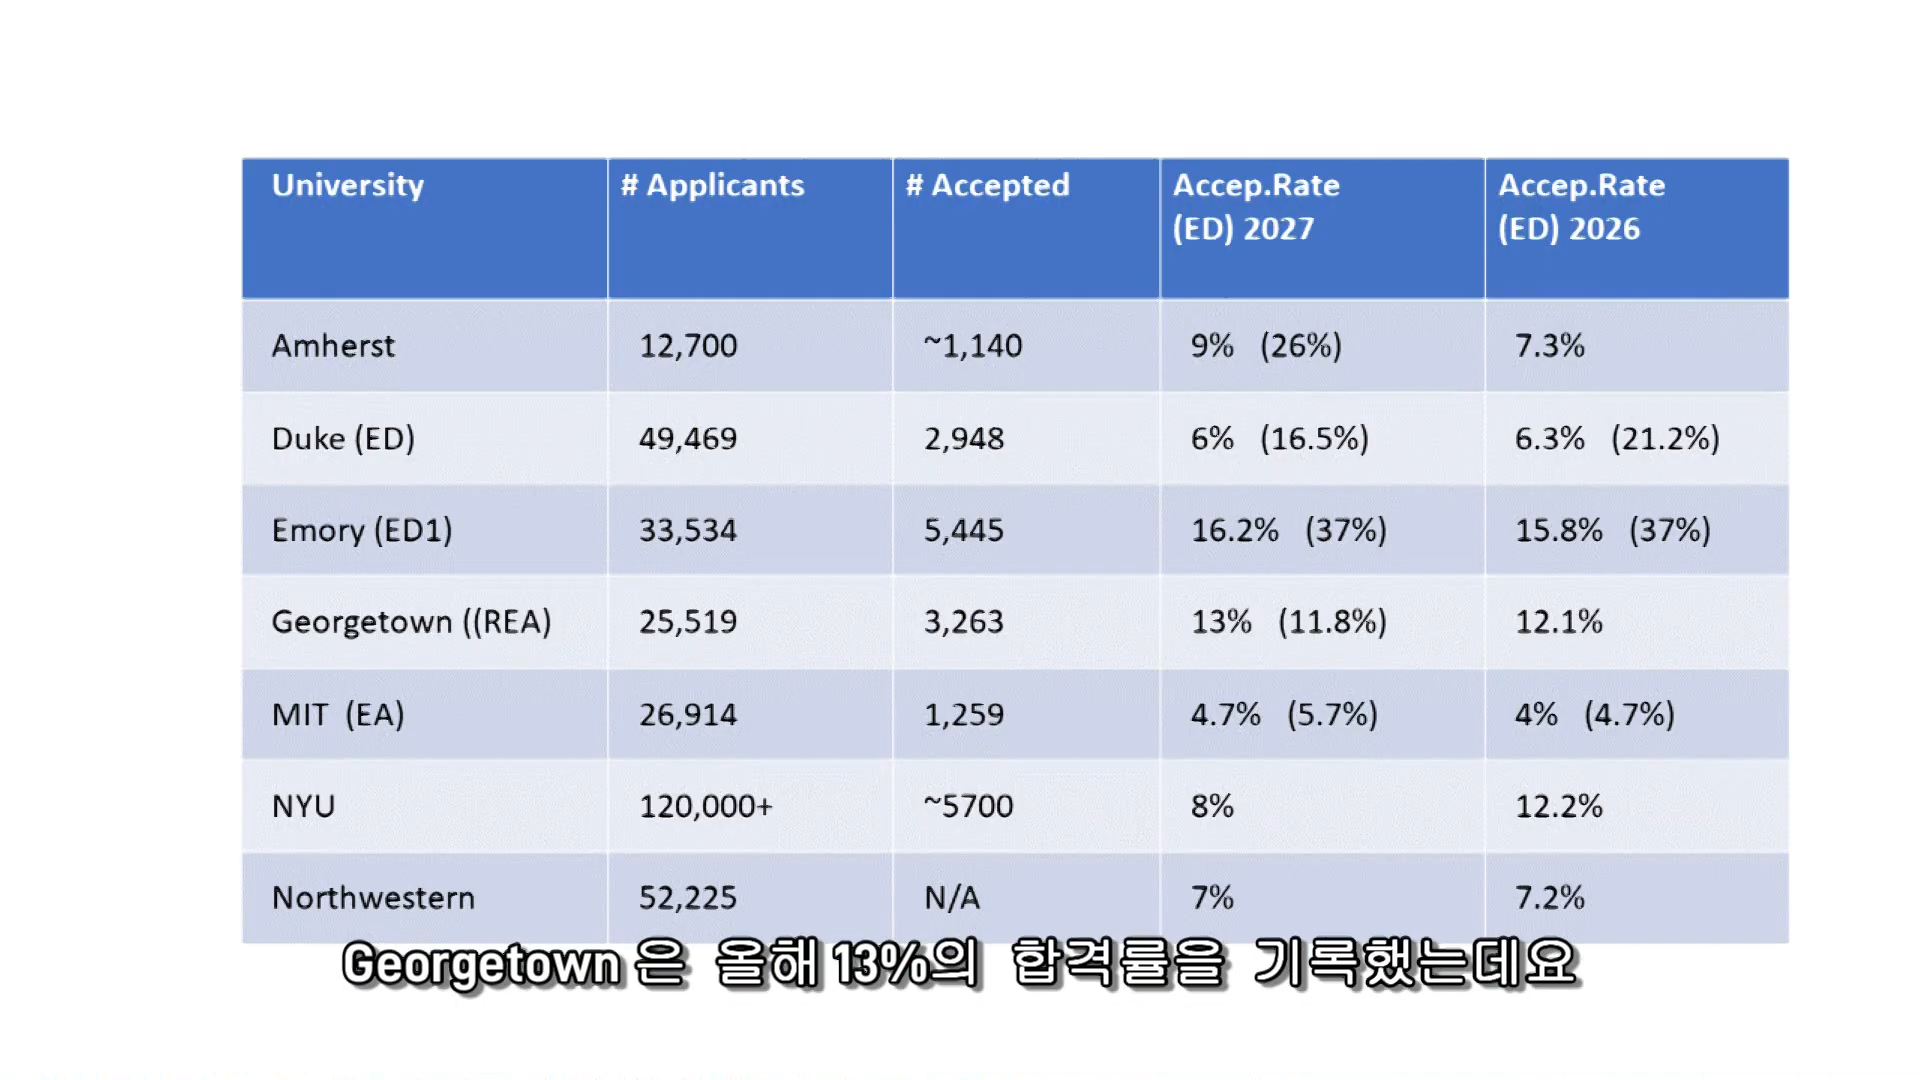 University # Applicants # Accepted Accep.Rate (ED) 2027 Accep.Rate (ED) 2026
Amherst 12,700 ~1,140 9% (26%) 7.3%
Duke (ED) 49,469 2,948 6% (16.5%) 6.3% (21.2%)
Emory (ED1) 33,534 5,445 16.2% (37%) 15.8% (37%)
Georgetown ((REA) 25,519 3,263 13% (11.8%) 12.1%
MIT (EA) 26,914 1,259 4.7% (5.7%) 4% (4.7%)
NYU 120,000+ ~5700 8% 12.2%
Northwestern 52,225 N/A 7% 7.2%
Georgetown 은 올해 13%의 합격률을 기록했는데요